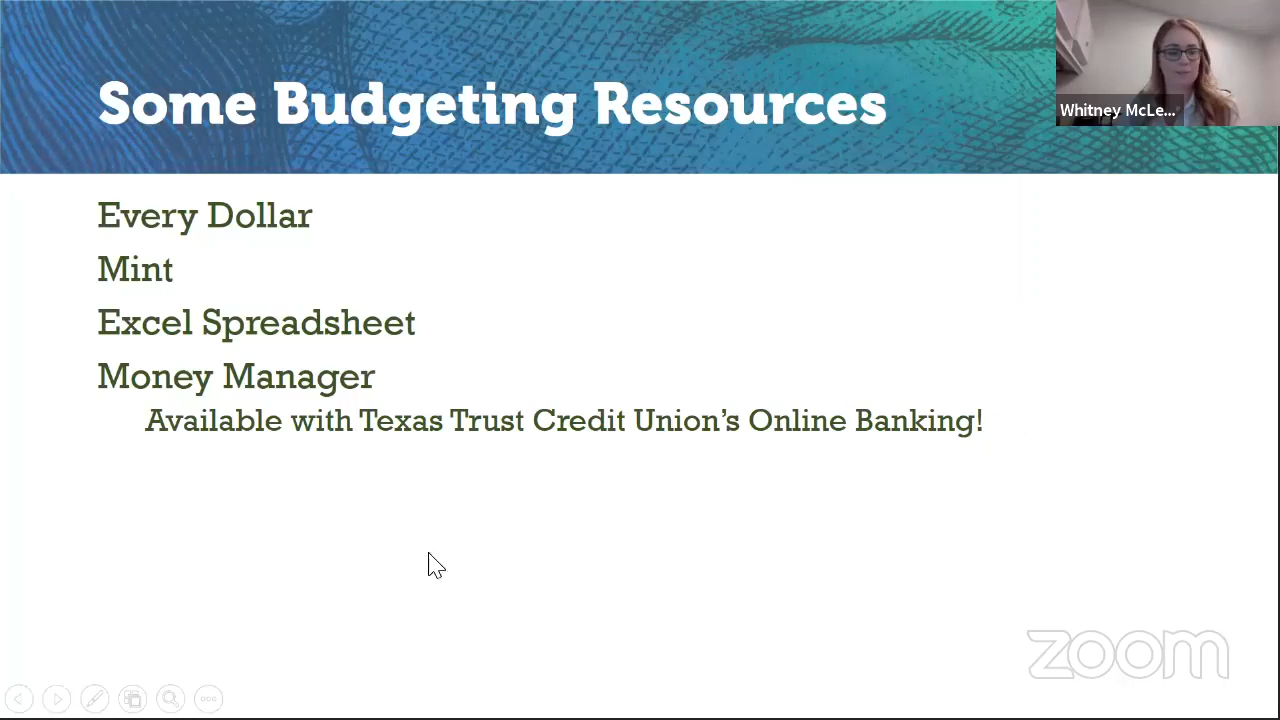 Some Budgeting Resources
Whitney McLe...
Every Dollar
Mint
Excel Spreadsheet
Money Manager
Available with Texas Trust Credit Union's Online Banking!
zoom